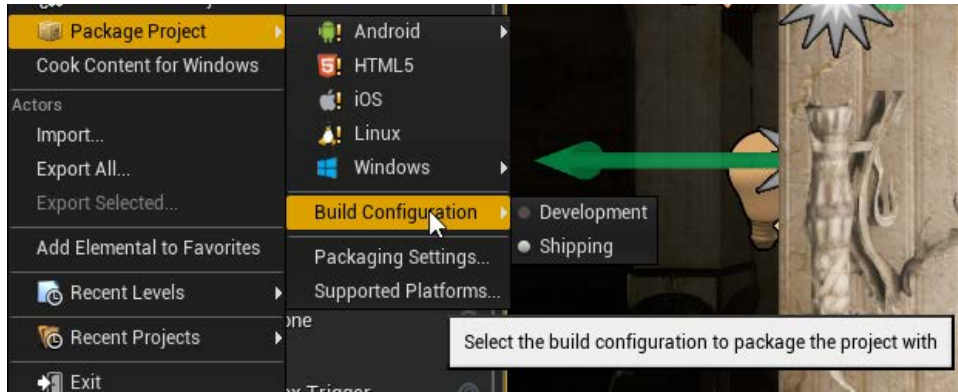 Package Project
Cook Content for Windows
Actors
Import...
Export All...
Export Selected...
Add Elemental to Favorites
Recent Levels
Recent Projects
Exit
Android
HTML5
iOS
Linux
Windows
Build Configuration
Packaging Settings...
Supported Platforms...
Development
Shipping
Select the build configuration to package the project with